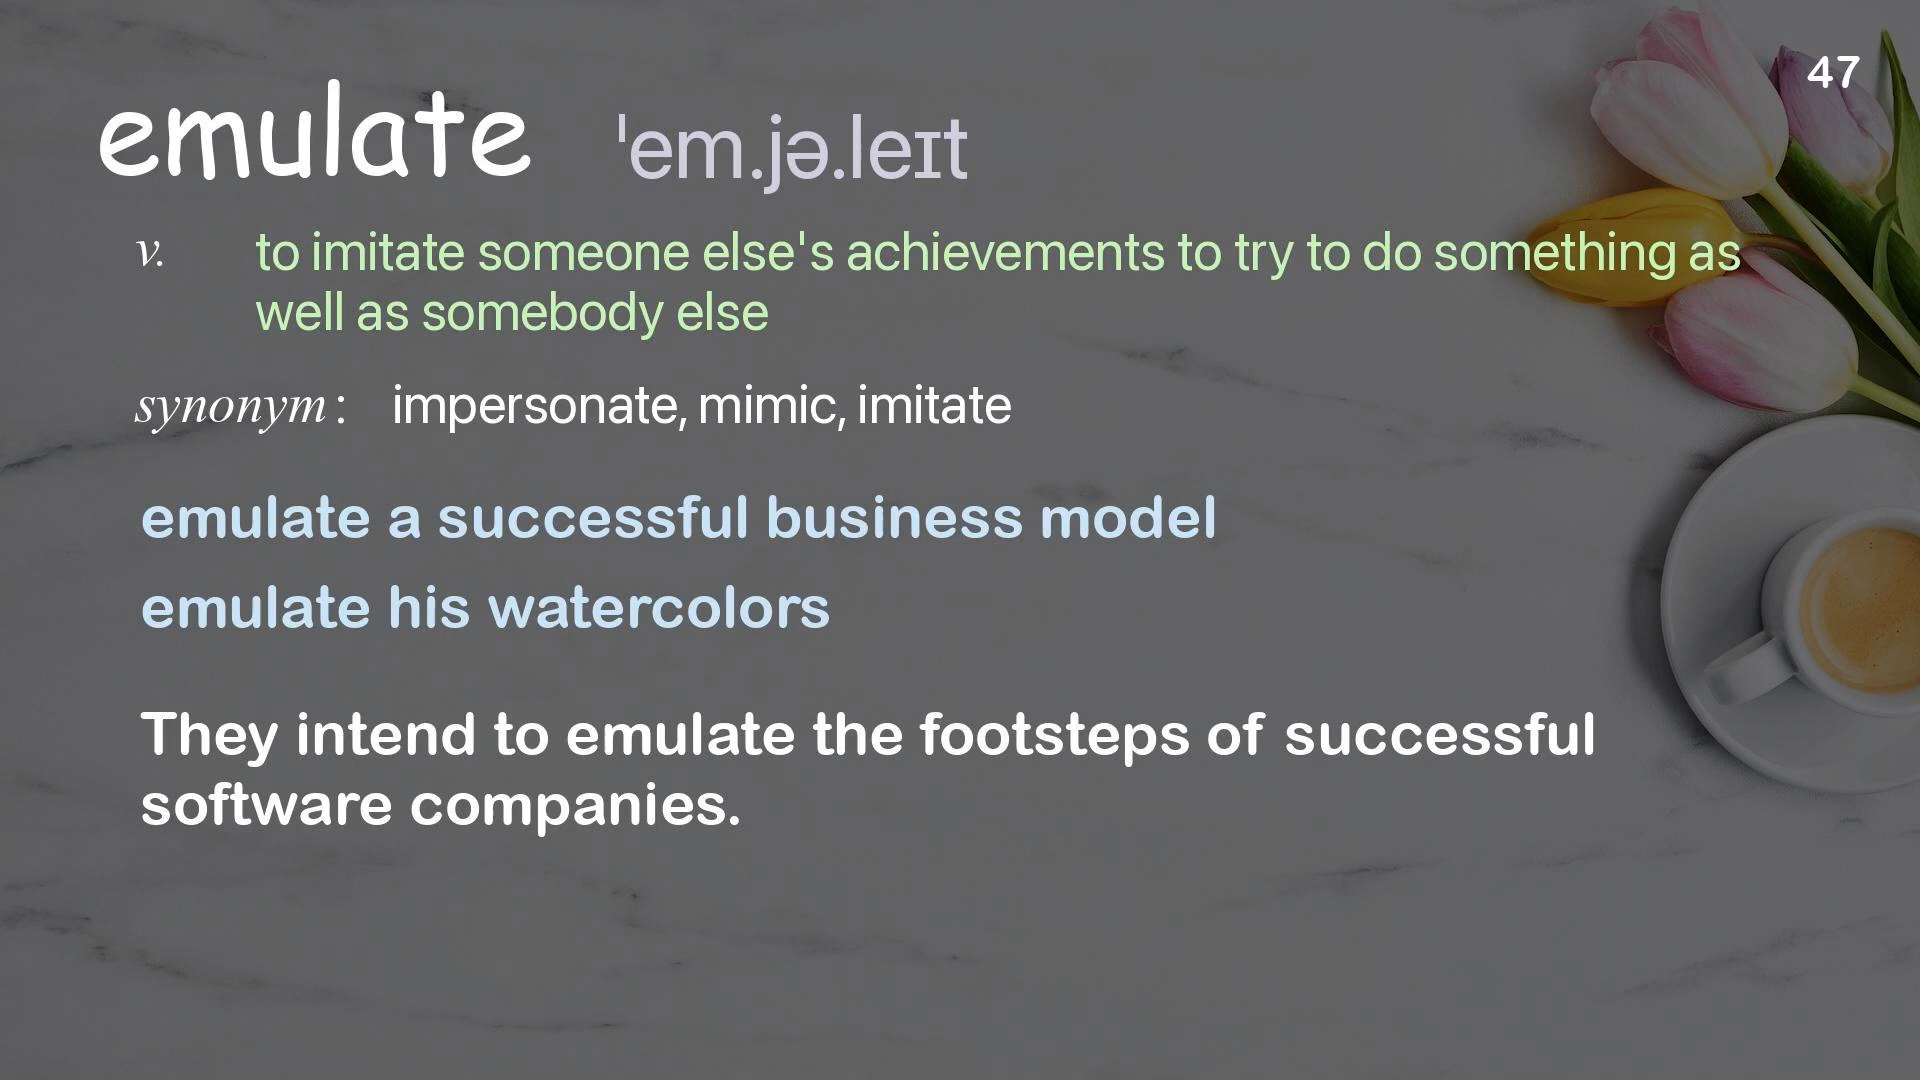 47
emulate ˈem.jə.leɪt
v. to imitate someone else's achievements to try to do something as
well as somebody else
synonym: impersonate, mimic, imitate
emulate a successful business model
emulate his watercolors
They intend to emulate the footsteps of successful
software companies.